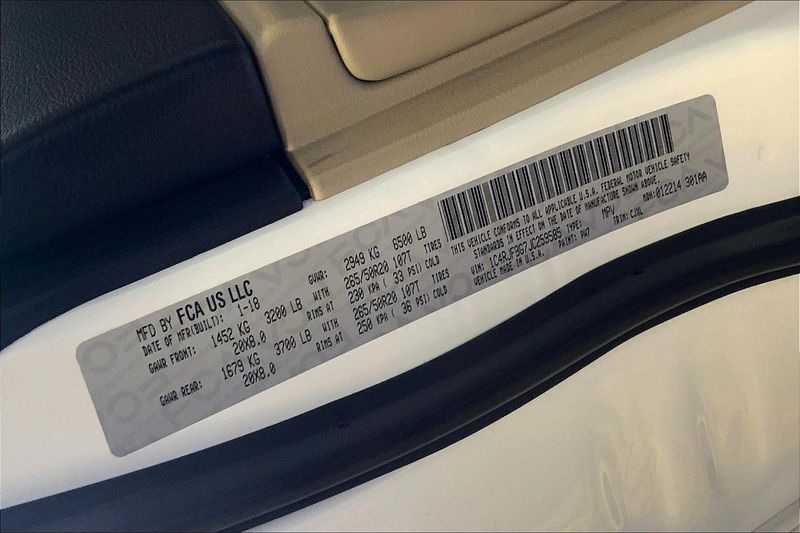 MFD BY FCA US LLC
DATE OF MFR(BUILT): 1-18 GVWR: 2949 KG 6500 LB
GAWR FRONT: 1452 KG 3200 LB WITH 265/50R20 107T TIRES
20X8.0 RIMS AT 230 KPA ( 33 PSI) COLD
GAWR REAR: 1679 KG 3700 LB WITH 265/50R20 107T TIRES
20X8.0 RIMS AT 250 KPA ( 36 PSI) COLD
THIS VEHICLE CONFORMS TO ALL APPLICABLE U.S.A. FEDERAL MOTOR VEHICLE SAFETY
STANDARDS IN EFFECT ON THE DATE OF MANUFACTURE SHOWN ABOVE.
VIN: TYPE: MPV MDH: 012214 301AA
VEHICLE MADE IN U.S.A. PAINT: PW7 TRIM: